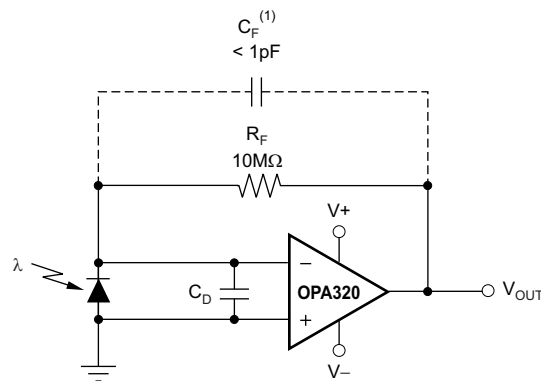 C_F^(1)
< 1pF
R_F
10MΩ
V+
λ
−
C_D
OPA320
+
V_OUT
V−